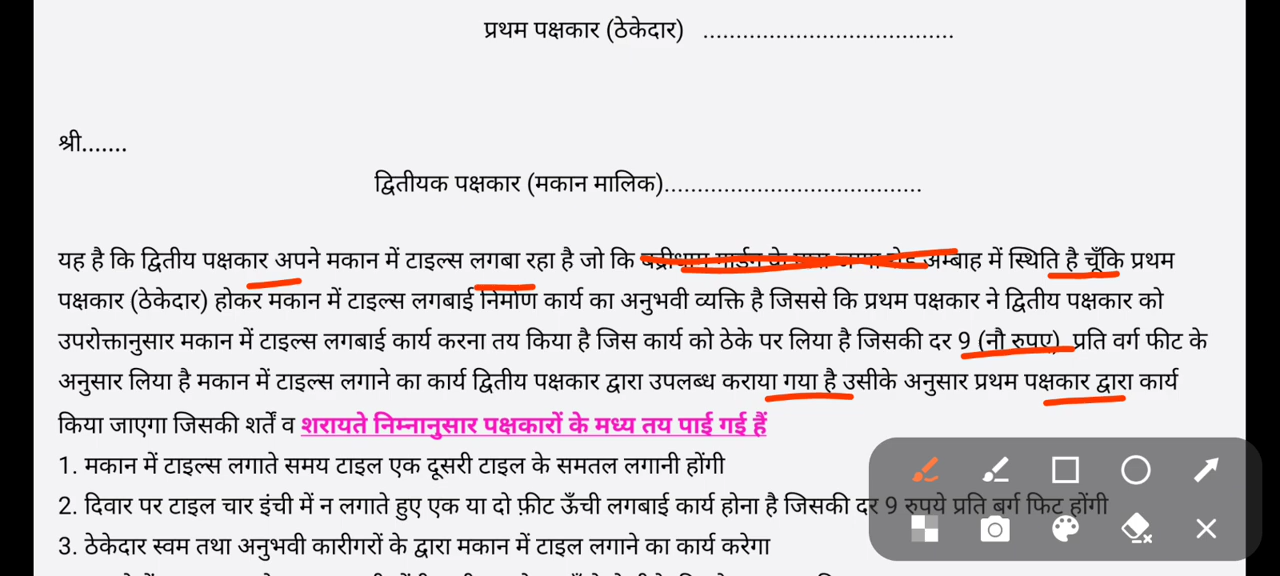 प्रथम पक्षकार (ठेकेदार) ......................................
श्री.......
द्वितीयक पक्षकार (मकान मालिक).......................................
यह है कि द्वितीय पक्षकार अपने मकान में टाइल्स लगबा रहा है जो कि अम्बाह में स्थिति है चूँकि प्रथम
पक्षकार (ठेकेदार) होकर मकान में टाइल्स लगबाई निर्माण कार्य का अनुभवी व्यक्ति है जिससे कि प्रथम पक्षकार ने द्वितीय पक्षकार को
उपरोक्तानुसार मकान में टाइल्स लगबाई कार्य करना तय किया है जिस कार्य को ठेके पर लिया है जिसकी दर 9 (नौ रुपए) प्रति वर्ग फीट के
अनुसार लिया है मकान में टाइल्स लगाने का कार्य द्वितीय पक्षकार द्वारा उपलब्ध कराया गया है उसीके अनुसार प्रथम पक्षकार द्वारा कार्य
किया जाएगा जिसकी शर्तें व शरायते निम्नानुसार पक्षकारों के मध्य तय पाई गई हैं
1. मकान में टाइल्स लगाते समय टाइल एक दूसरी टाइल के समतल लगानी होंगी
2. दिवार पर टाइल चार इंची में न लगाते हुए एक या दो फ़ीट ऊँची लगबाई कार्य होना है जिसकी दर 9 रुपये प्रति बर्ग फिट होंगी
3. ठेकेदार स्वम तथा अनुभवी कारीगरों के द्वारा मकान में टाइल लगाने का कार्य करेगा